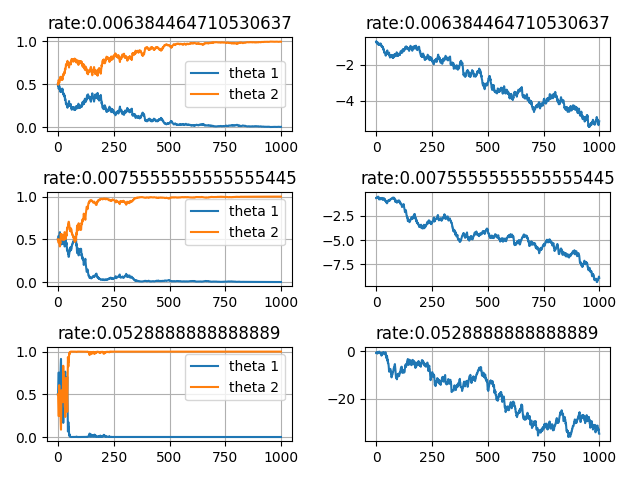 rate:0.006384464710530637
1.0
0.5
0.0
theta 1
theta 2
0 250 500 750 1000
rate:0.006384464710530637
−2
−4
0 250 500 750 1000
rate:0.0075555555555555445
1.0
0.5
0.0
theta 1
theta 2
0 250 500 750 1000
rate:0.0075555555555555445
−2.5
−5.0
−7.5
0 250 500 750 1000
rate:0.0528888888888889
1.0
0.5
0.0
theta 1
theta 2
0 250 500 750 1000
rate:0.0528888888888889
0
−20
0 250 500 750 1000